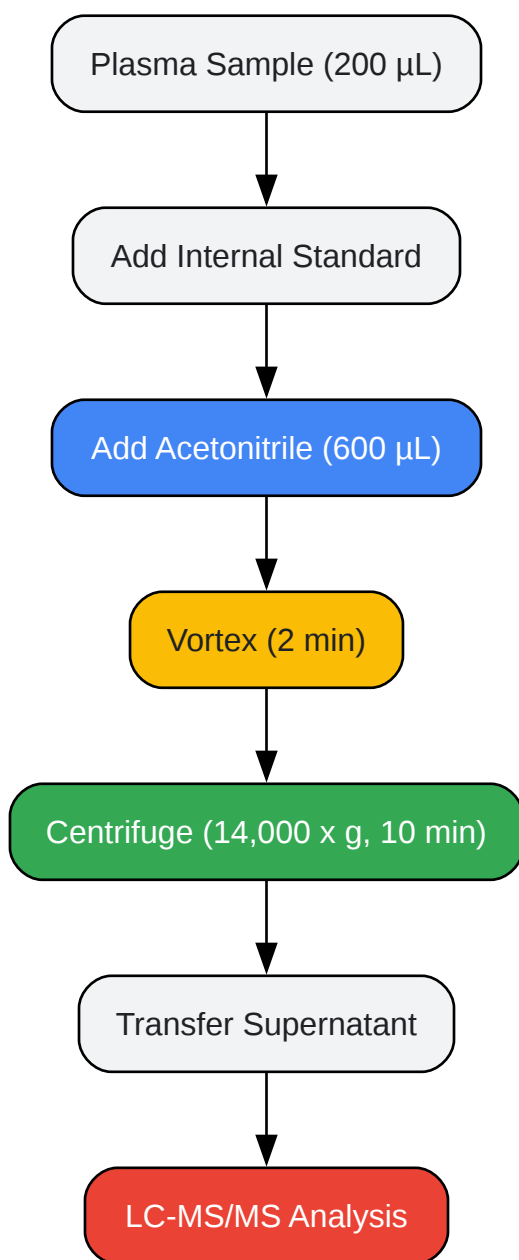 Plasma Sample (200 µL)
Add Internal Standard
Add Acetonitrile (600 µL)
Vortex (2 min)
Centrifuge (14,000 x g, 10 min)
Transfer Supernatant
LC-MS/MS Analysis